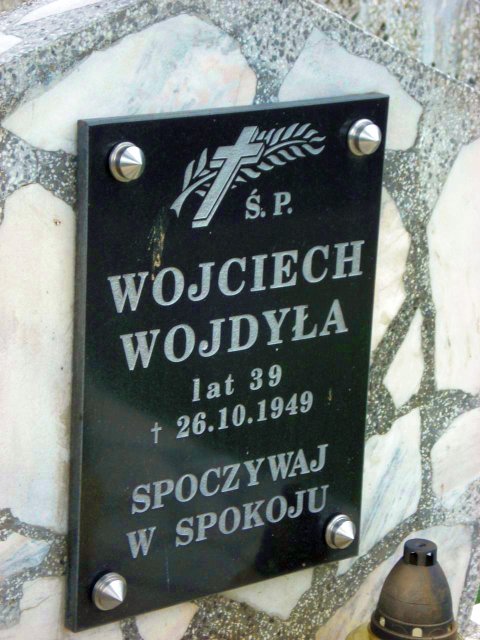 Ś. P.
WOJCIECH
WOJDYŁA
lat 39
† 26.10.1949
SPOCZYWAJ
W SPOKOJU